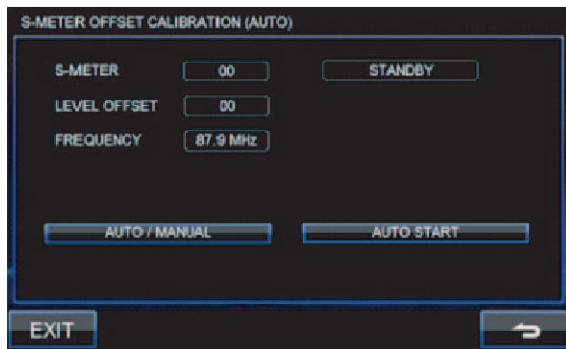 S-METER OFFSET CALIBRATION (AUTO)
S-METER 00 STANDBY
LEVEL OFFSET 00
FREQUENCY 87.9 MHz
AUTO / MANUAL AUTO START
EXIT